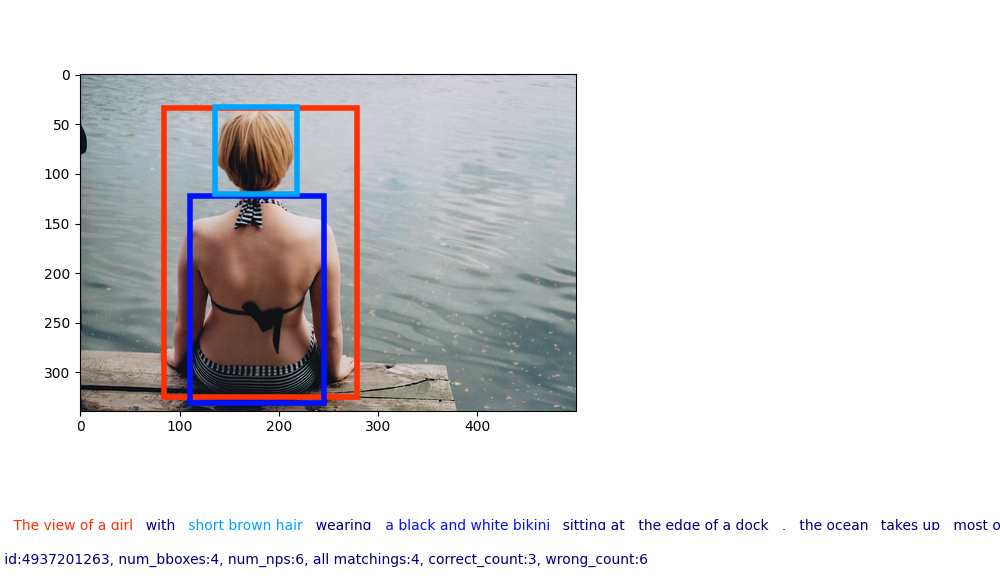 0
50
100
150
200
250
300
0 100 200 300 400
The view of a girl with short brown hair wearing a black and white bikini sitting at the edge of a dock . the ocean takes up most o
id:4937201263, num_bboxes:4, num_nps:6, all matchings:4, correct_count:3, wrong_count:6